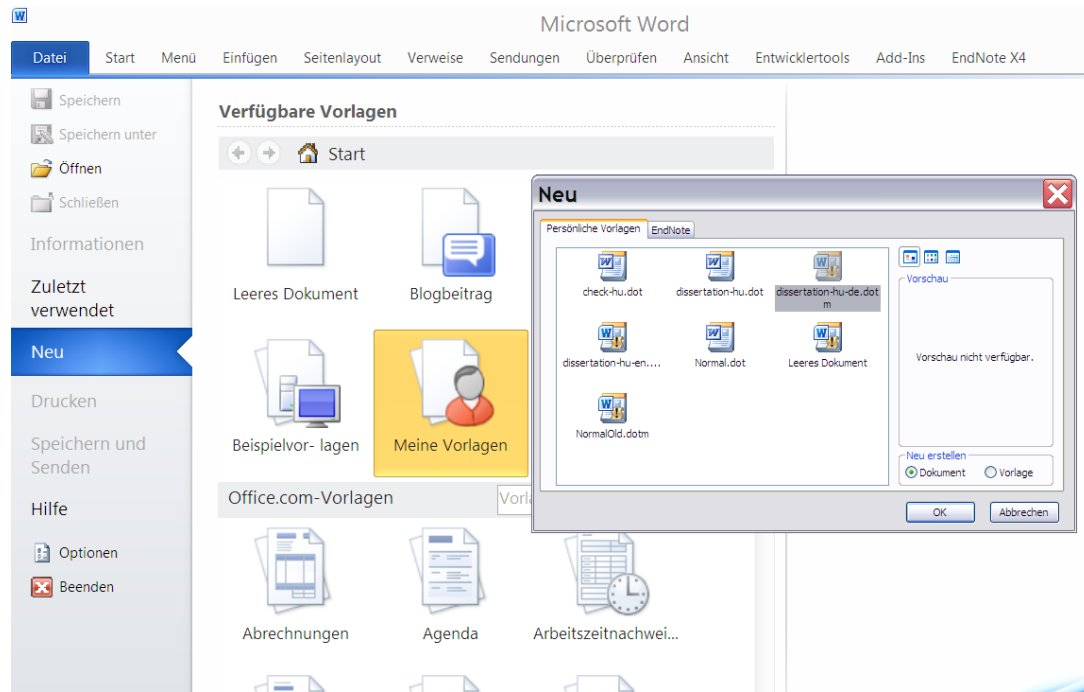 Microsoft Word
Datei Start Menü Einfügen Seitenlayout Verweise Sendungen Überprüfen Ansicht Entwicklertools Add-Ins EndNote X4
Speichern
Speichern unter
Öffnen
Schließen
Informationen
Zuletzt
verwendet
Neu
Drucken
Speichern und
Senden
Hilfe
Optionen
Beenden
Verfügbare Vorlagen
Start
Leeres Dokument Blogbeitrag
Beispielvor- lagen Meine Vorlagen
Office.com-Vorlagen
Abrechnungen Agenda Arbeitszeitnachwei...
Neu
Persönliche Vorlagen EndNote
check-hu.dot dissertation-hu.dot dissertation-hu-de.dot
m
dissertation-hu-en.... Normal.dot Leeres Dokument
NormalOld.dotm
Vorschau
Vorschau nicht verfügbar.
Neu erstellen
Dokument Vorlage
OK Abbrechen